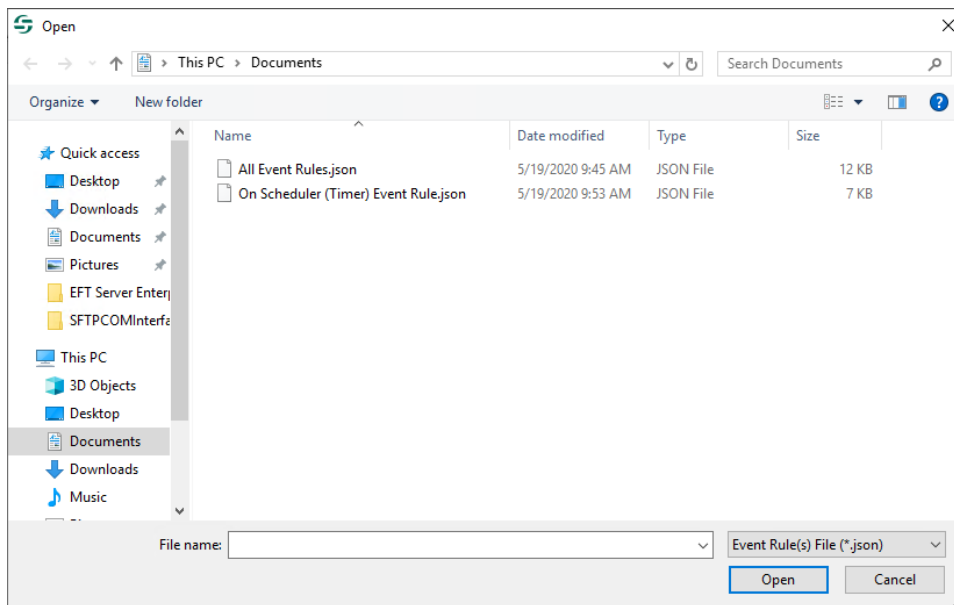 Open
This PC > Documents
Search Documents
Organize
New folder
Name Date modified Type Size
Quick access
Desktop
Downloads
Documents
Pictures
EFT Server Enter
SFTPCOMInterfa
This PC
3D Objects
Desktop
Documents
Downloads
Music
All Event Rules.json 5/19/2020 9:45 AM JSON File 12 KB
On Scheduler (Timer) Event Rule.json 5/19/2020 9:53 AM JSON File 7 KB
File name:
Event Rule(s) File (*.json)
Open
Cancel